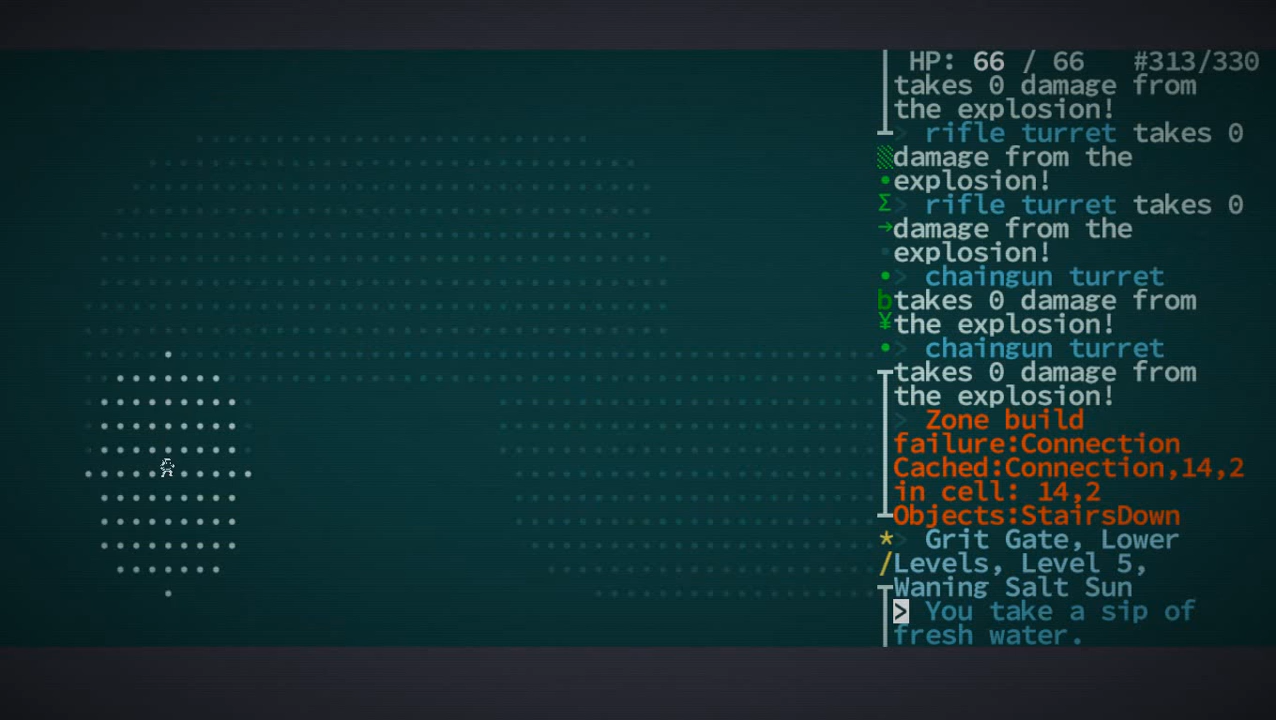 HP: 66 / 66 #313/330
takes 0 damage from
the explosion!
> rifle turret takes 0
damage from the
explosion!
> rifle turret takes 0
damage from the
explosion!
> chaingun turret
takes 0 damage from
the explosion!
> chaingun turret
takes 0 damage from
the explosion!
> Zone build
failure:Connection
Cached:Connection,14,2
in cell: 14,2
Objects:StairsDown
> Grit Gate, Lower
Levels, Level 5,
Waning Salt Sun
> You take a sip of
fresh water.